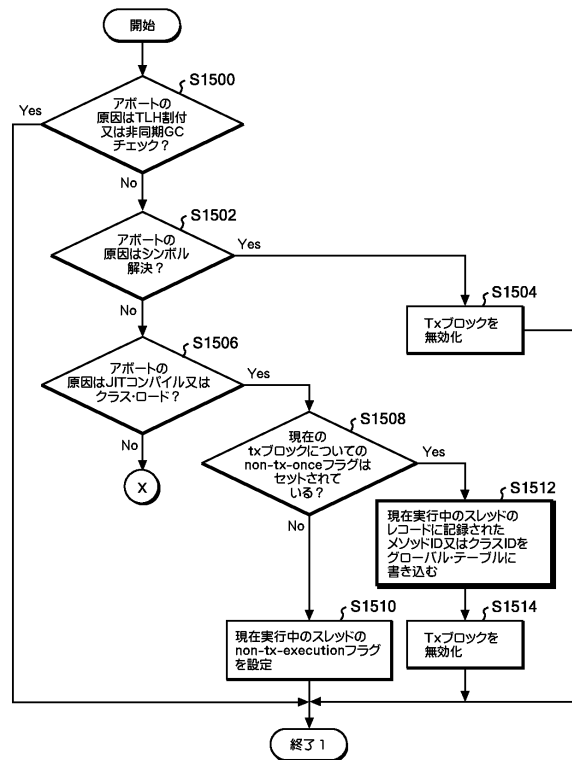 開始
S1500
アボートの
原因はTLH割付
又は非同期GC
チェック？
Yes
No
S1502
アボートの
原因はシンボル
解決？
Yes
No
S1504
Txブロックを
無効化
S1506
アボートの
原因はJITコンパイル又は
クラス・ロード？
Yes
No
X
S1508
現在の
txブロックについての
non-tx-onceフラグは
セットされて
いる？
Yes
No
S1512
現在実行中のスレッドの
レコードに記録された
メソッドID又はクラスIDを
グローバル・テーブルに
書き込む
S1510
現在実行中のスレッドの
non-tx-executionフラグ
を設定
S1514
Txブロックを
無効化
終了 1